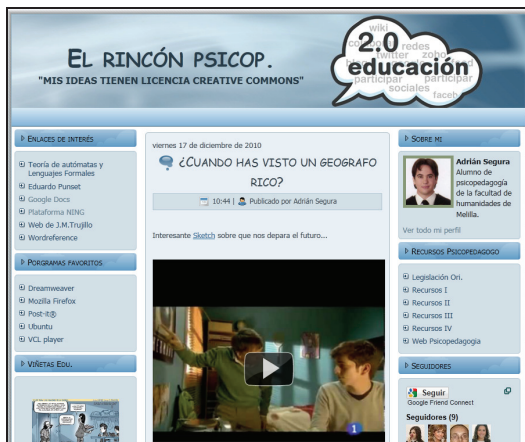 EL RINCÓN PSICOP.
"MIS IDEAS TIENEN LICENCIA CREATIVE COMMONS"
wiki
redes
twitter
2.0
educación
participar
participar
sociales
faceb
ENLACES DE INTERÉS
Teoría de autómatas y
Lenguajes Formales
Eduardo Punset
Google Docs
Plataforma NING
Web de J.M.Trujillo
Wordreference
PORGRAMAS FAVORITOS
Dreamweaver
Mozilla Firefox
Post-it®
Ubuntu
VCL player
VIÑETAS EDU.
viernes 17 de diciembre de 2010
¿CUANDO HAS VISTO UN GEOGRAFO
RICO?
10:44 | Publicado por Adrián Segura
Interesante Sketch sobre que nos depara el futuro...
1
SOBRE MI
Adrián Segura
Alumno de
psicopedagogía
de la facultad de
humanidades de
Melilla.
Ver todo mi perfil
RECURSOS PSICOPEDAGOGO
Legislación Ori.
Recursos I
Recursos II
Recursos III
Recursos IV
Web Psicopedagogia
SEGUIDORES
Seguir
Google Friend Connect
Seguidores (9)